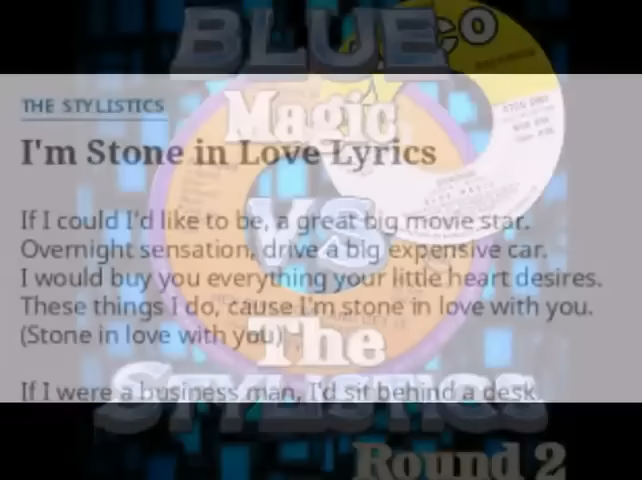 BLUE
CO
THE STYLISTICS
Magic
I'm Stone in Love Lyrics
If I could I'd like to be, a great big movie star.
Overnight sensation, drive a big expensive car.
VS
I would buy you everything your little heart desires.
These things I do, cause I'm stone in love with you.
(Stone in love with you)
The
If I were a business man, I'd sit behind a desk.
STYLISTICS
Round 2